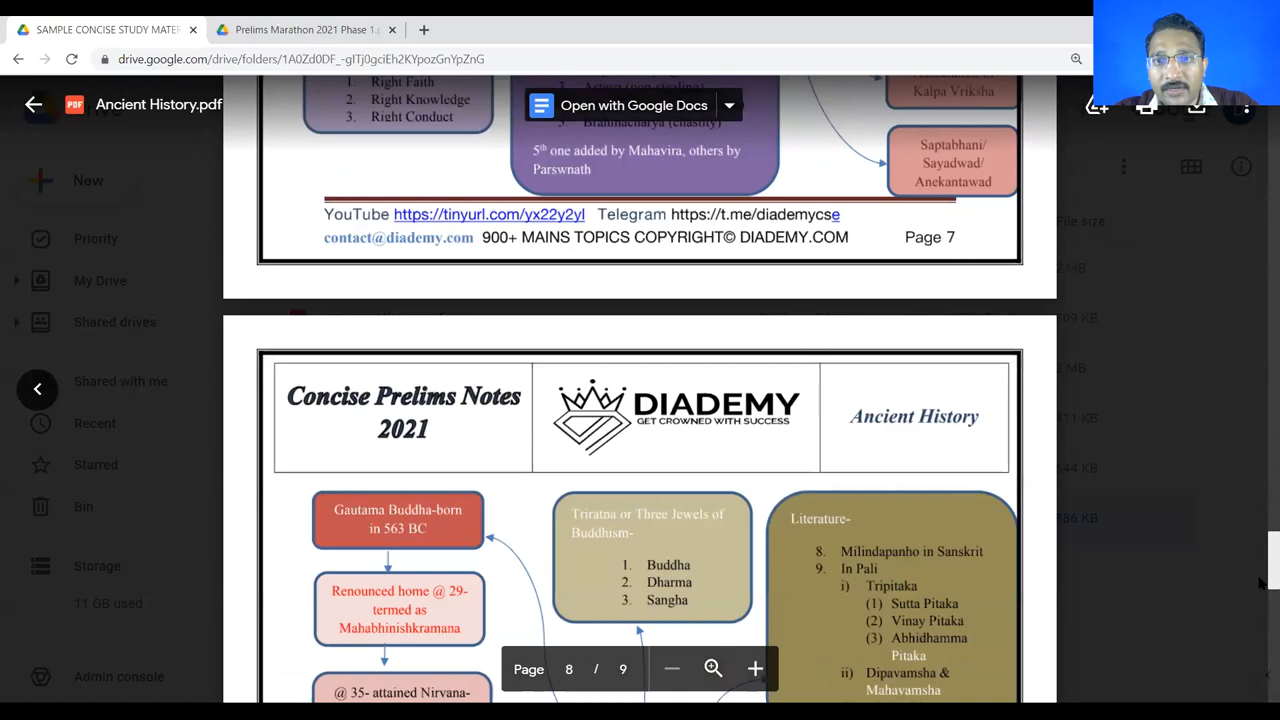 SAMPLE CONCISE STUDY MATER
Prelims Marathon 2021 Phase 1.
drive.google.com/drive/folders/1A0Zd0DF_-gITj0gciEh2KYpozGnYpZnG
Ancient History.pdf
Open with Google Docs
New
Priority
My Drive
Shared drives
Shared with me
Recent
Starred
Bin
Storage
11 GB used
Admin console
File size
1. Right Faith
2. Right Knowledge
3. Right Conduct
5. Brahmacharya (chastity)
5th one added by Mahavira, others by
Parswnath
Kalpa Vriksha
Saptabhani/
Sayadwad/
Anekantawad
YouTube https://tinyurl.com/yx22y2yl Telegram https://t.me/diademycse
contact@diademy.com 900+ MAINS TOPICS COPYRIGHT© DIADEMY.COM Page 7
Concise Prelims Notes
2021
DIADEMY
GET CROWNED WITH SUCCESS
Ancient History
Gautama Buddha-born
in 563 BC
Renounced home @ 29-
termed as
Mahabhinishkramana
@ 35- attained Nirvana-
Triratna or Three Jewels of
Buddhism-
1. Buddha
2. Dharma
3. Sangha
Literature-
8. Milindapanho in Sanskrit
9. In Pali
i) Tripitaka
(1) Sutta Pitaka
(2) Vinay Pitaka
(3) Abhidhamma
Pitaka
ii) Dipavamsha &
Mahavamsha
Page 8 / 9